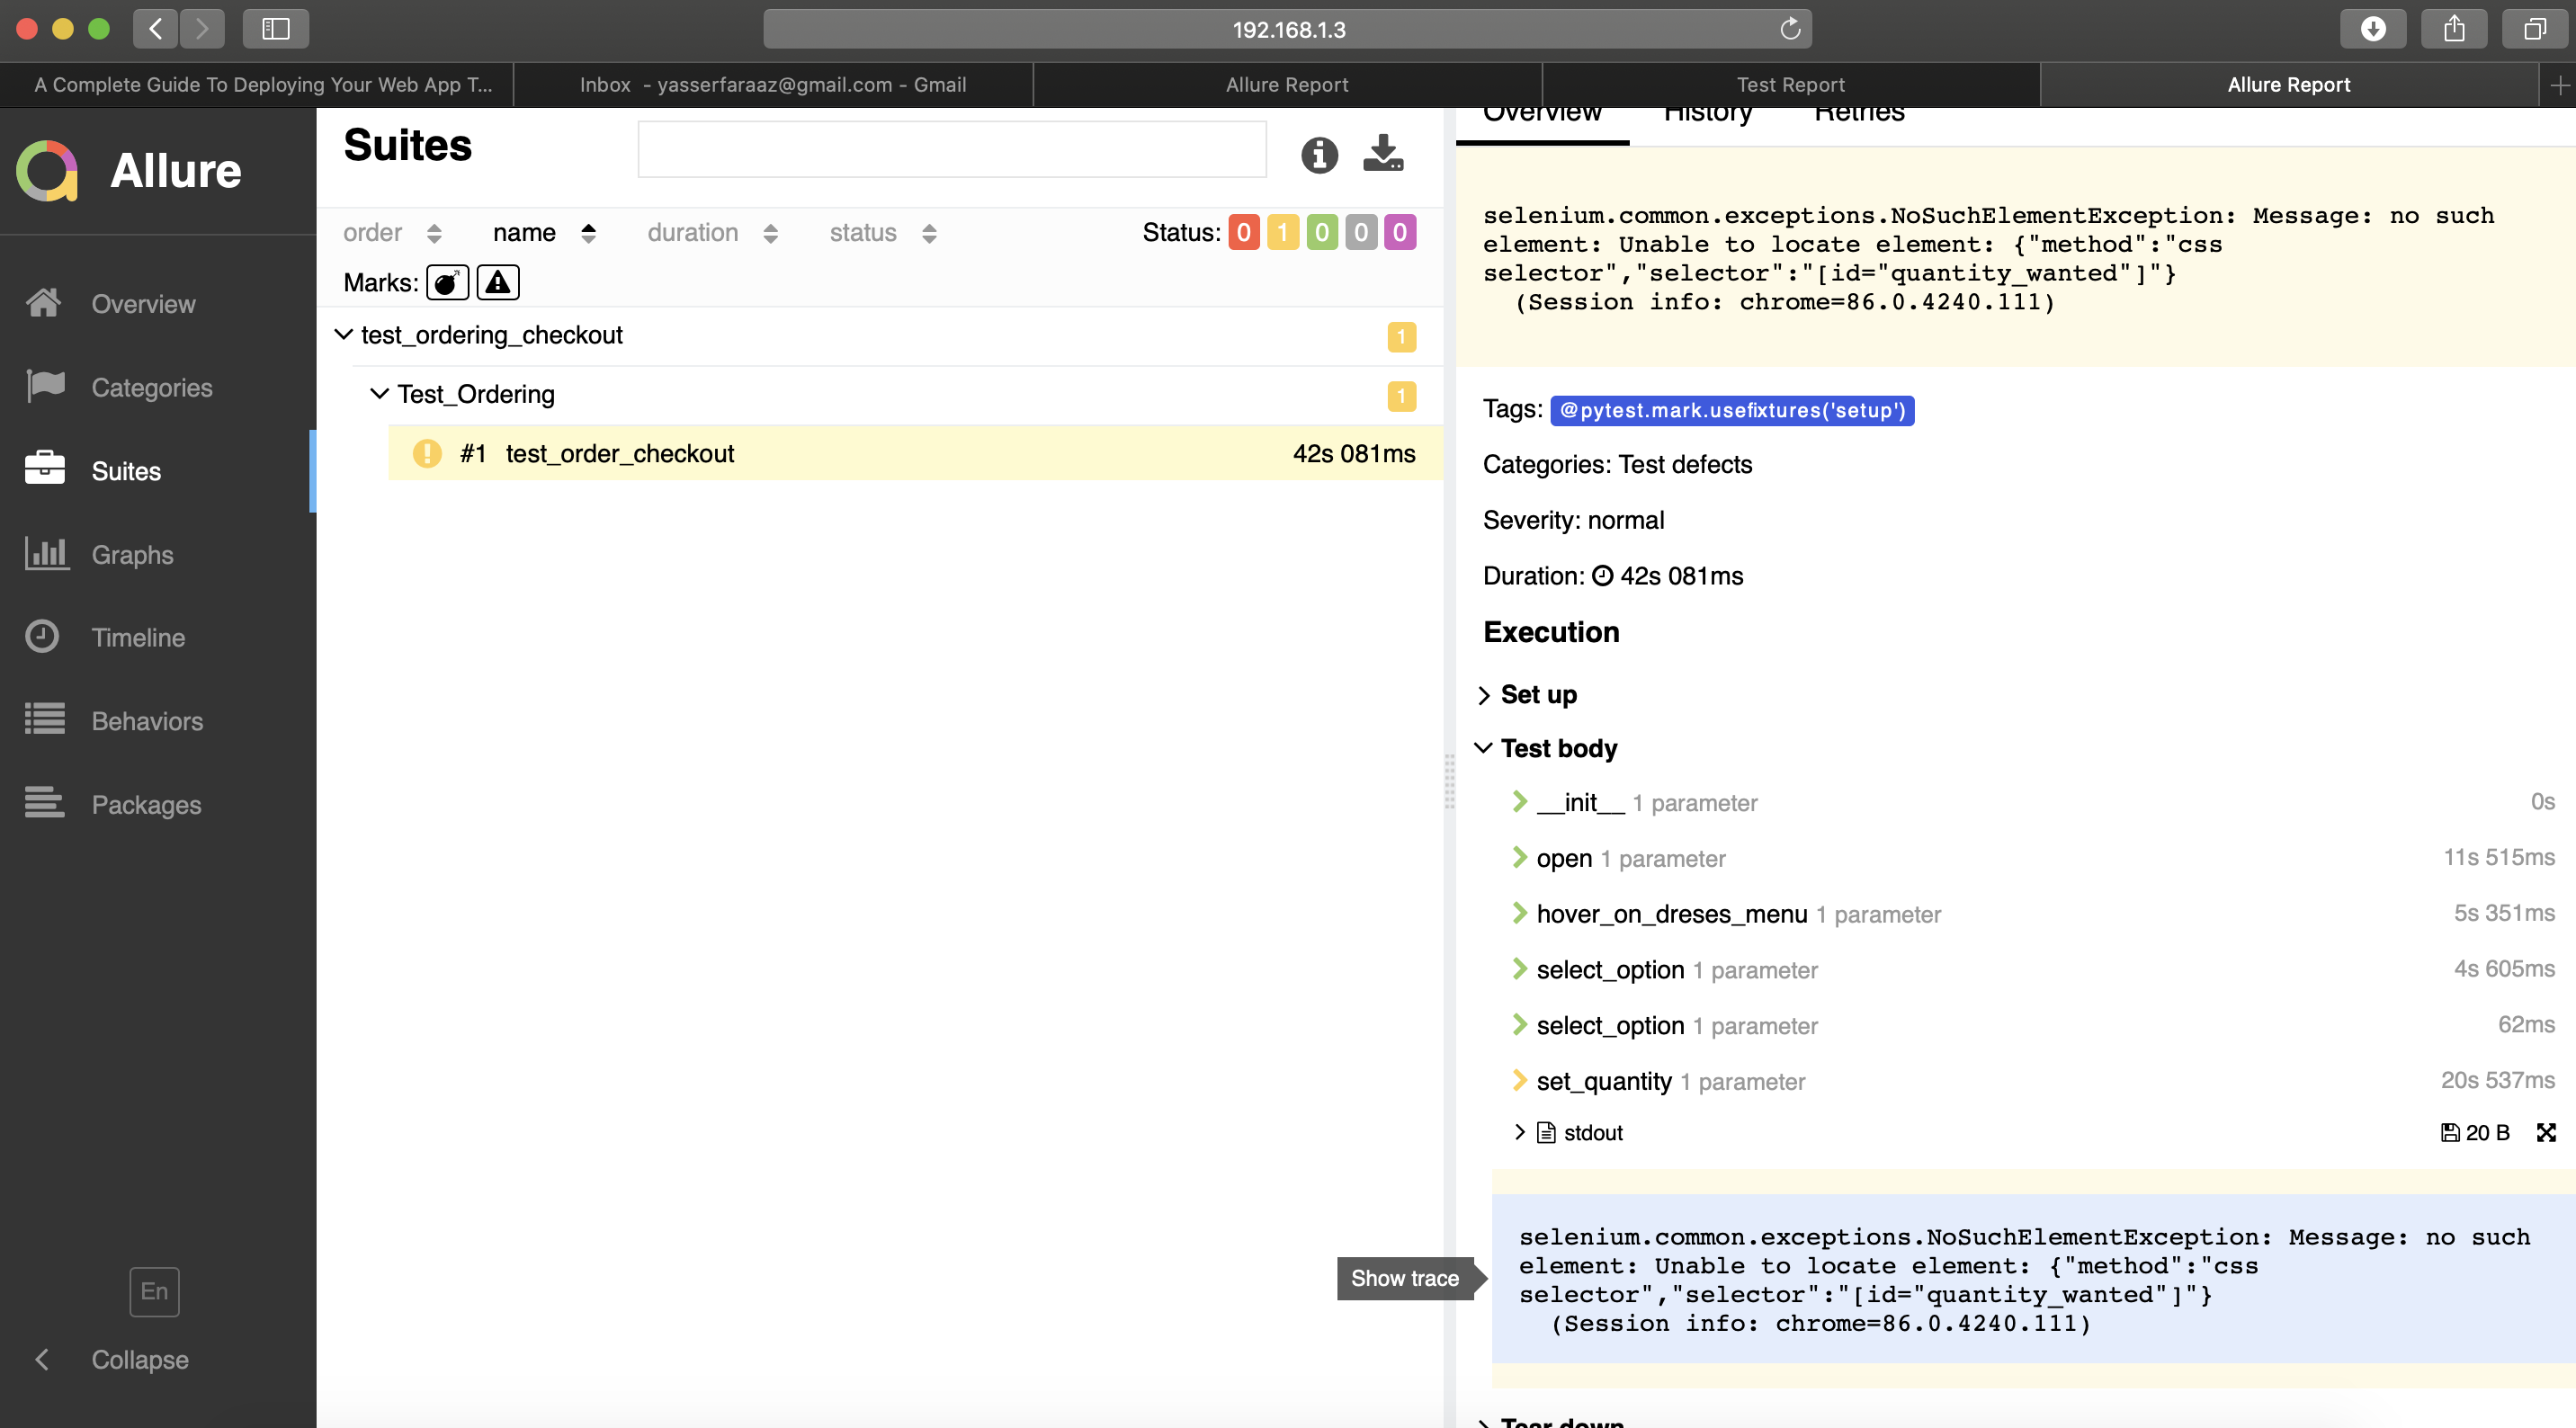 192.168.1.3
A Complete Guide To Deploying Your Web App T...
Inbox - yasserfaraaz@gmail.com - Gmail
Allure Report
Test Report
Allure Report
Allure
Overview
Categories
Suites
Graphs
Timeline
Behaviors
Packages
En
Collapse
Suites
order name duration status Status: 0 1 0 0 0
Marks:
test_ordering_checkout 1
Test_Ordering 1
#1 test_order_checkout 42s 081ms
Overview History Retries
selenium.common.exceptions.NoSuchElementException: Message: no such
element: Unable to locate element: {"method":"css
selector","selector":"[id="quantity_wanted"]"}
(Session info: chrome=86.0.4240.111)
Tags: @pytest.mark.usefixtures('setup')
Categories: Test defects
Severity: normal
Duration: 42s 081ms
Execution
Set up
Test body
__init__ 1 parameter 0s
open 1 parameter 11s 515ms
hover_on_dreses_menu 1 parameter 5s 351ms
select_option 1 parameter 4s 605ms
select_option 1 parameter 62ms
set_quantity 1 parameter 20s 537ms
stdout 20 B
Show trace
selenium.common.exceptions.NoSuchElementException: Message: no such
element: Unable to locate element: {"method":"css
selector","selector":"[id="quantity_wanted"]"}
(Session info: chrome=86.0.4240.111)
Tear down